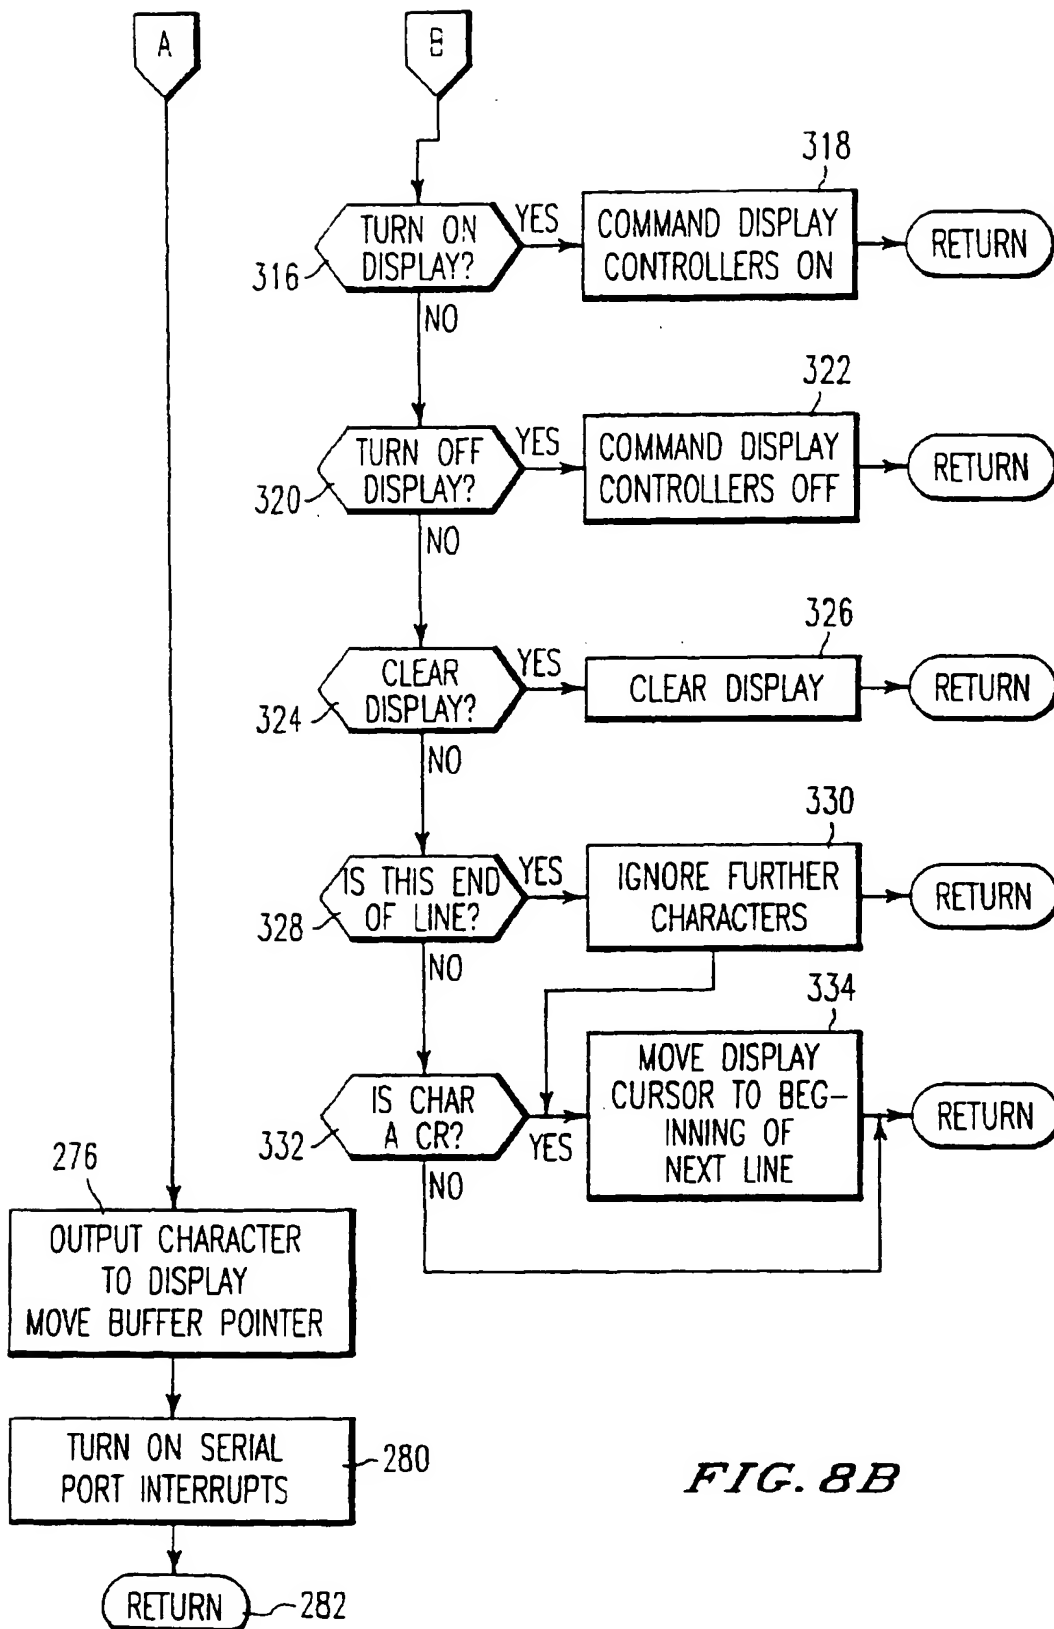 A
B
318
TURN ON
DISPLAY?
YES
COMMAND DISPLAY
CONTROLLERS ON
RETURN
316
NO
322
TURN OFF
DISPLAY?
YES
COMMAND DISPLAY
CONTROLLERS OFF
RETURN
320
NO
326
CLEAR
DISPLAY?
YES
CLEAR DISPLAY
RETURN
324
NO
330
IS THIS END
OF LINE?
YES
IGNORE FURTHER
CHARACTERS
RETURN
328
NO
334
IS CHAR
A CR?
YES
MOVE DISPLAY
CURSOR TO BEG-
INNING OF
NEXT LINE
RETURN
332
NO
276
OUTPUT CHARACTER
TO DISPLAY
MOVE BUFFER POINTER
TURN ON SERIAL
PORT INTERRUPTS
280
RETURN
282
FIG. 8B